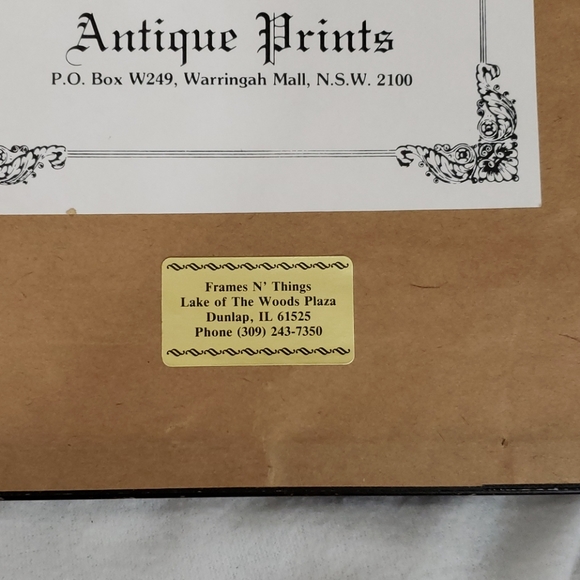 Antique Prints
P.O. Box W249, Warringah Mall, N.S.W. 2100
Frames N' Things
Lake of The Woods Plaza
Dunlap, IL 61525
Phone (309) 243-7350